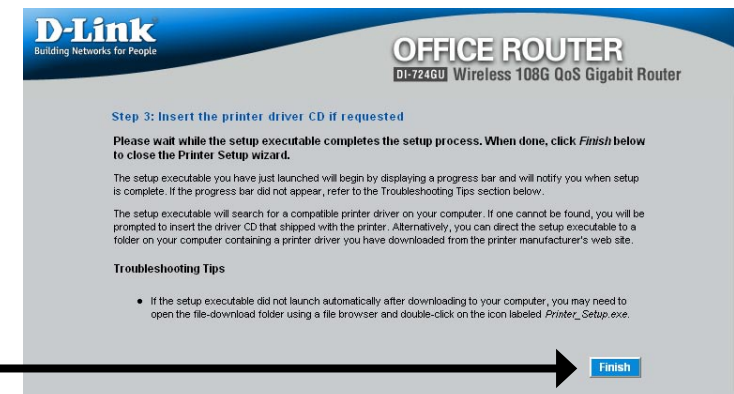 D-Link
Building Networks for People
OFFICE ROUTER
DI-724GU Wireless 108G QoS Gigabit Router
Step 3: Insert the printer driver CD if requested
Please wait while the setup executable completes the setup process. When done, click Finish below
to close the Printer Setup wizard.
The setup executable you have just launched will begin by displaying a progress bar and will notify you when setup
is complete. If the progress bar did not appear, refer to the Troubleshooting Tips section below.
The setup executable will search for a compatible printer driver on your computer. If one cannot be found, you will be
prompted to insert the driver CD that shipped with the printer. Alternatively, you can direct the setup executable to a
folder on your computer containing a printer driver you have downloaded from the printer manufacturer's web site.
Troubleshooting Tips
● If the setup executable did not launch automatically after downloading to your computer, you may need to
open the file-download folder using a file browser and double-click on the icon labeled Printer_Setup.exe.
Finish